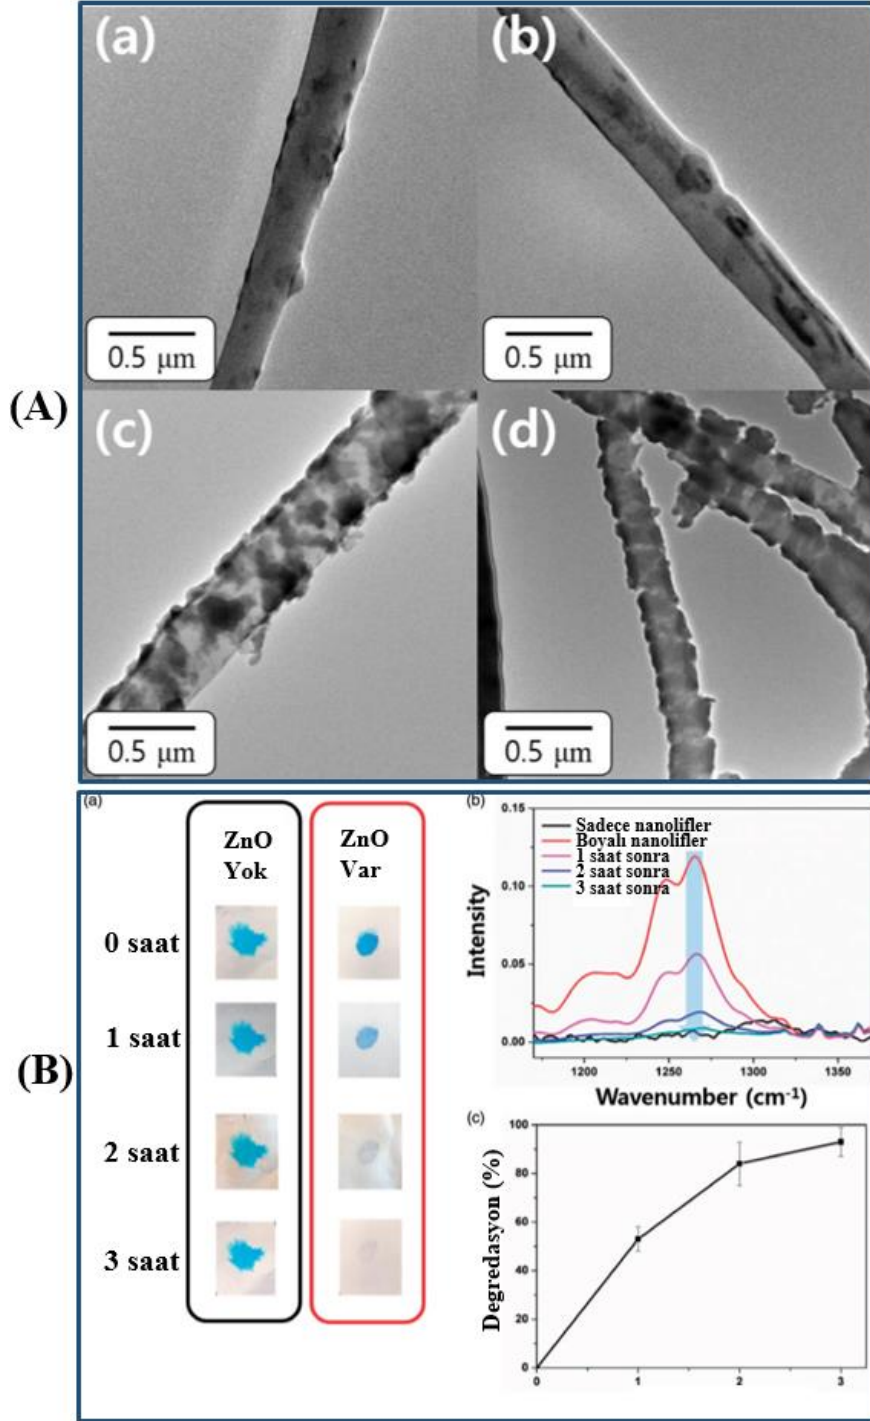 (A)
(a)
0.5 μm
(b)
0.5 μm
(c)
0.5 μm
(d)
0.5 μm
(B)
(a)
ZnO
Yok
ZnO
Var
0 saat
1 saat
2 saat
3 saat
(b)
0.15
0.10
0.05
0.00
Intensity
Sadece nanolifler
Boyalı nanolifler
1 saat sonra
2 saat sonra
3 saat sonra
1200
1250
1300
1350
Wavenumber (cm⁻¹)
(c)
100
80
60
40
20
0
Degredasyon (%)
0
1
2
3